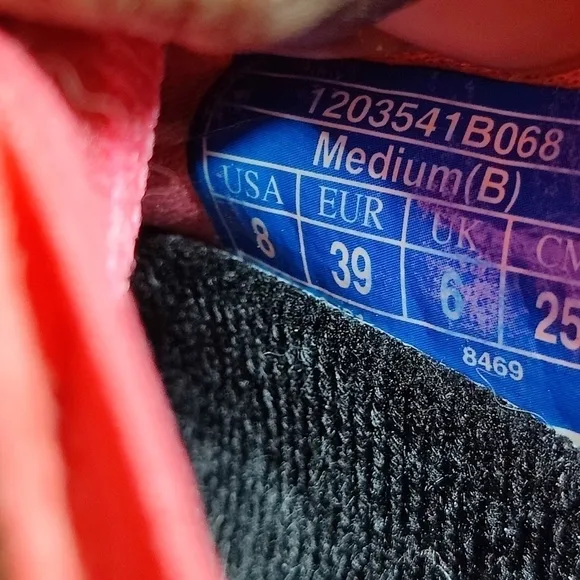 1203541B068
Medium(B)
USA EUR UK CM
8 39 6 25
8469